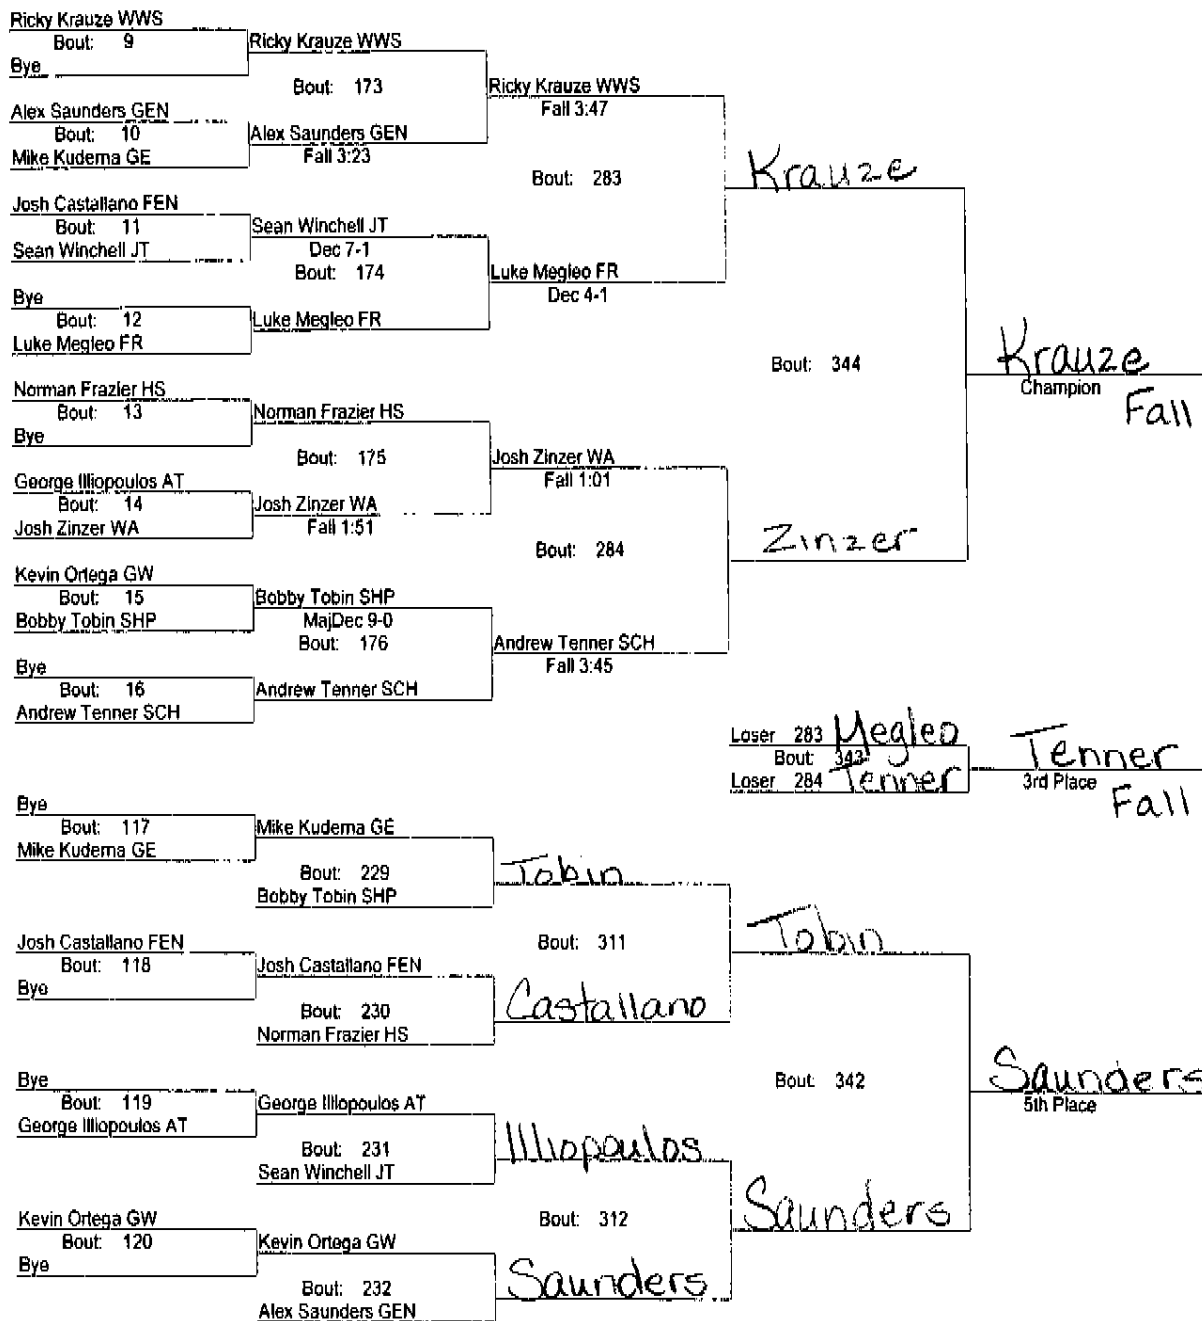 Ricky Krauze WWS
Bout: 9
Bye
Ricky Krauze WWS
Bout: 173
Alex Saunders GEN
Bout: 10
Mike Kudema GE
Alex Saunders GEN
Fall 3:23
Ricky Krauze WWS
Fall 3:47
Bout: 283
Josh Castallano FEN
Bout: 11
Sean Winchell JT
Sean Winchell JT
Dec 7-1
Bout: 174
Bye
Bout: 12
Luke Megleo FR
Luke Megleo FR
Luke Megleo FR
Dec 4-1
Krauze
Bout: 344
Norman Frazier HS
Bout: 13
Bye
Norman Frazier HS
Bout: 175
George Illiopoulos AT
Bout: 14
Josh Zinzer WA
Josh Zinzer WA
Fall 1:51
Josh Zinzer WA
Fall 1:01
Bout: 284
Kevin Ortega GW
Bout: 15
Bobby Tobin SHP
Bobby Tobin SHP
MajDec 9-0
Bout: 176
Bye
Bout: 16
Andrew Tenner SCH
Andrew Tenner SCH
Andrew Tenner SCH
Fall 3:45
Zinzer
Krauze
Champion
Fall
Loser 283 Megleo
Bout: 343
Loser 284 Tenner
Tenner
3rd Place
Fall
Bye
Bout: 117
Mike Kudema GE
Mike Kudema GE
Bout: 229
Bobby Tobin SHP
Tobin
Bout: 311
Josh Castallano FEN
Bout: 118
Bye
Josh Castallano FEN
Bout: 230
Norman Frazier HS
Castallano
Tobin
Bout: 342
Bye
Bout: 119
George Illiopoulos AT
George Illiopoulos AT
Bout: 231
Sean Winchell JT
Illiopoulos
Bout: 312
Kevin Ortega GW
Bout: 120
Bye
Kevin Ortega GW
Bout: 232
Alex Saunders GEN
Saunders
Saunders
Saunders
5th Place